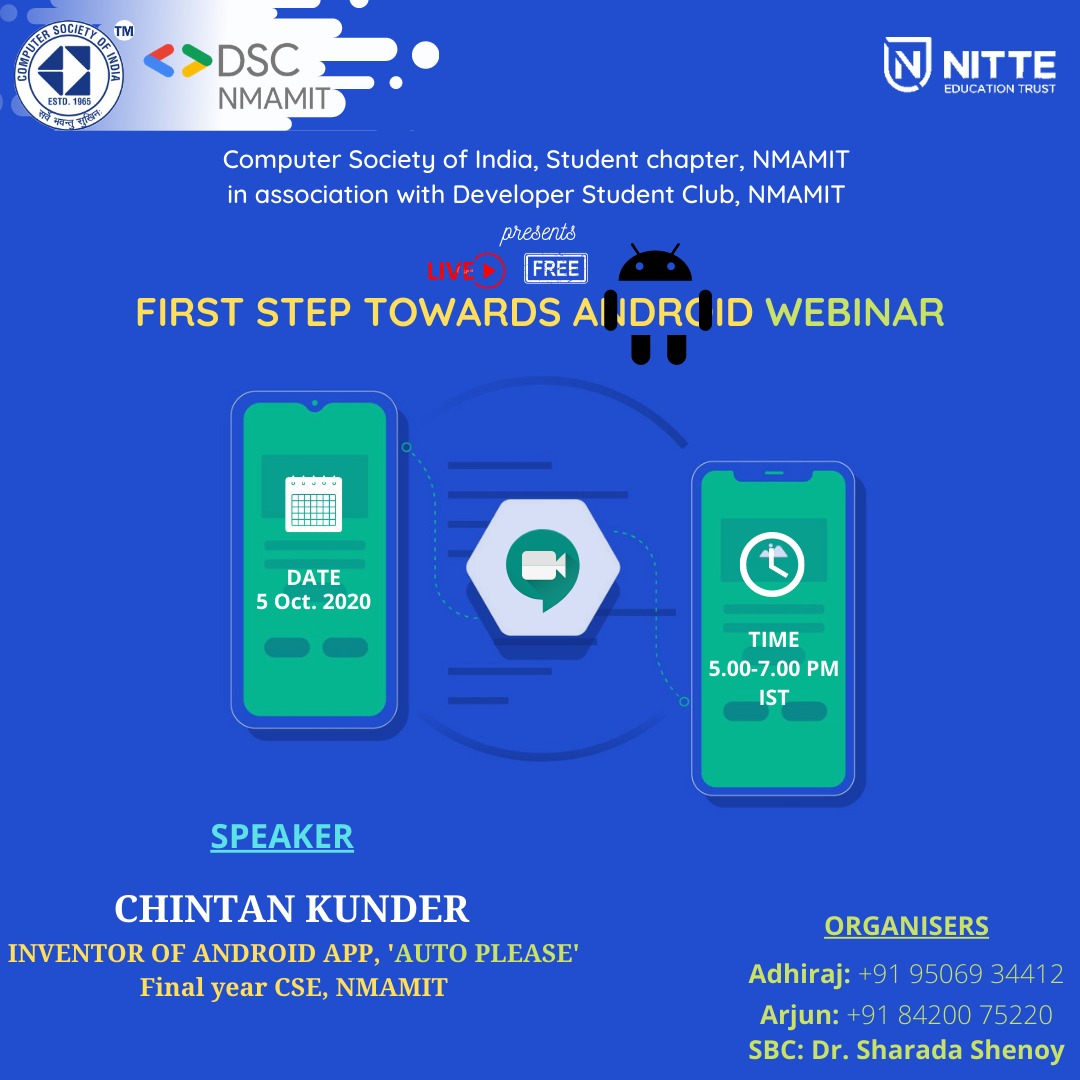 COMPUTER SOCIETY OF INDIA
TM
ESTD. 1965
सर्वे भवन्तु सुखिनः
DSC
NMAMIT
NITTE
EDUCATION TRUST
Computer Society of India, Student chapter, NMAMIT
in association with Developer Student Club, NMAMIT
presents
LIVE
FREE
FIRST STEP TOWARDS ANDROID WEBINAR
DATE
5 Oct. 2020
TIME
5.00-7.00 PM
IST
SPEAKER
CHINTAN KUNDER
INVENTOR OF ANDROID APP, 'AUTO PLEASE'
Final year CSE, NMAMIT
ORGANISERS
Adhiraj: +91 95069 34412
Arjun: +91 84200 75220
SBC: Dr. Sharada Shenoy